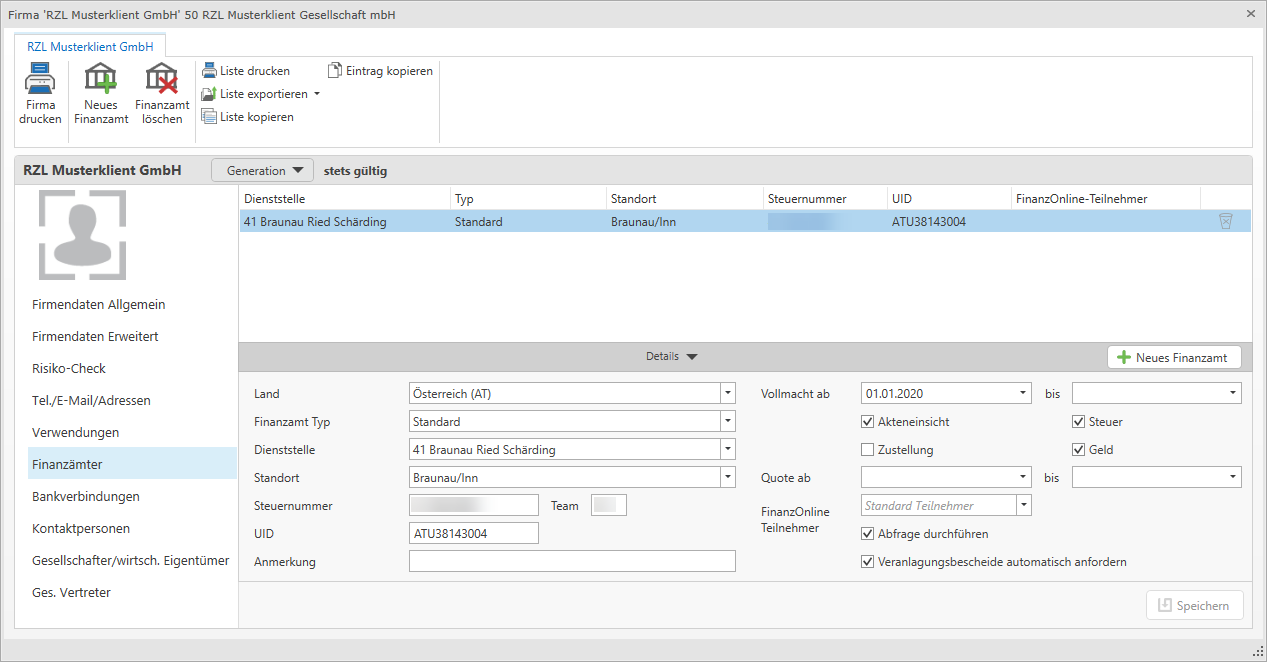 Firma 'RZL Musterklient GmbH' 50 RZL Musterklient Gesellschaft mbH
RZL Musterklient GmbH
Firma drucken
Neues Finanzamt
Finanzamt löschen
Liste drucken
Liste exportieren
Liste kopieren
Eintrag kopieren
RZL Musterklient GmbH
Generation
stets gültig
Firmendaten Allgemein
Firmendaten Erweitert
Risiko-Check
Tel./E-Mail/Adressen
Verwendungen
Finanzämter
Bankverbindungen
Kontaktpersonen
Gesellschafter/wirtsch. Eigentümer
Ges. Vertreter
Dienststelle Typ Standort Steuernummer UID FinanzOnline-Teilnehmer
41 Braunau Ried Schärding Standard Braunau/Inn ATU38143004
Details
Neues Finanzamt
Land Österreich (AT)
Finanzamt Typ Standard
Dienststelle 41 Braunau Ried Schärding
Standort Braunau/Inn
Steuernummer Team
UID ATU38143004
Anmerkung
Vollmacht ab 01.01.2020 bis
Akteneinsicht Steuer
Zustellung Geld
Quote ab bis
FinanzOnline Teilnehmer Standard Teilnehmer
Abfrage durchführen
Veranlagungsbescheide automatisch anfordern
Speichern